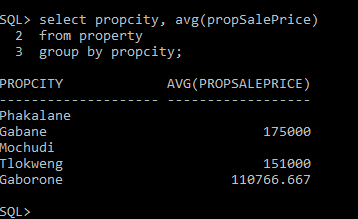 SQL> select propcity, avg(propSalePrice)
  2  from property
  3  group by propcity;
PROPCITY             AVG(PROPSALEPRICE)
-------------------- ------------------
Phakalane
Gabane                           175000
Mochudi
Tlokweng                         151000
Gaborone                     110766.667
SQL>